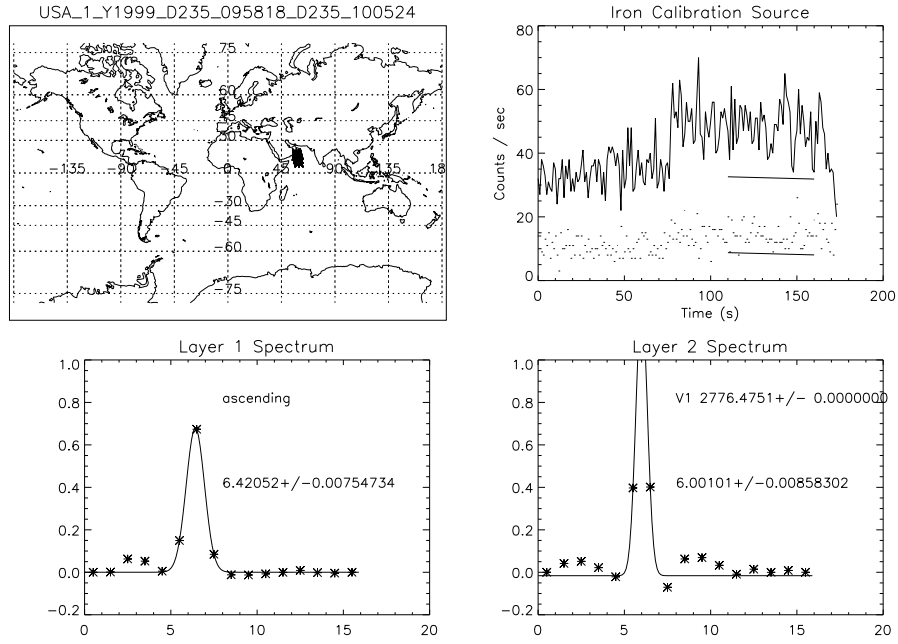 USA_1_Y1999_D235_095818_D235_100524
75
60
-135 -90 -45 0 45 90 135 18
-30
-45
-60
-75
Iron Calibration Source
80
60
40
20
0
Counts / sec
0 50 100 150 200
Time (s)
Layer 1 Spectrum
1.0
0.8
0.6
0.4
0.2
0.0
-0.2
ascending
6.42052+/-0.00754734
0 5 10 15 20
Layer 2 Spectrum
1.0
0.8
0.6
0.4
0.2
0.0
-0.2
V1 2776.4751+/- 0.0000000
6.00101+/-0.00858302
0 5 10 15 20